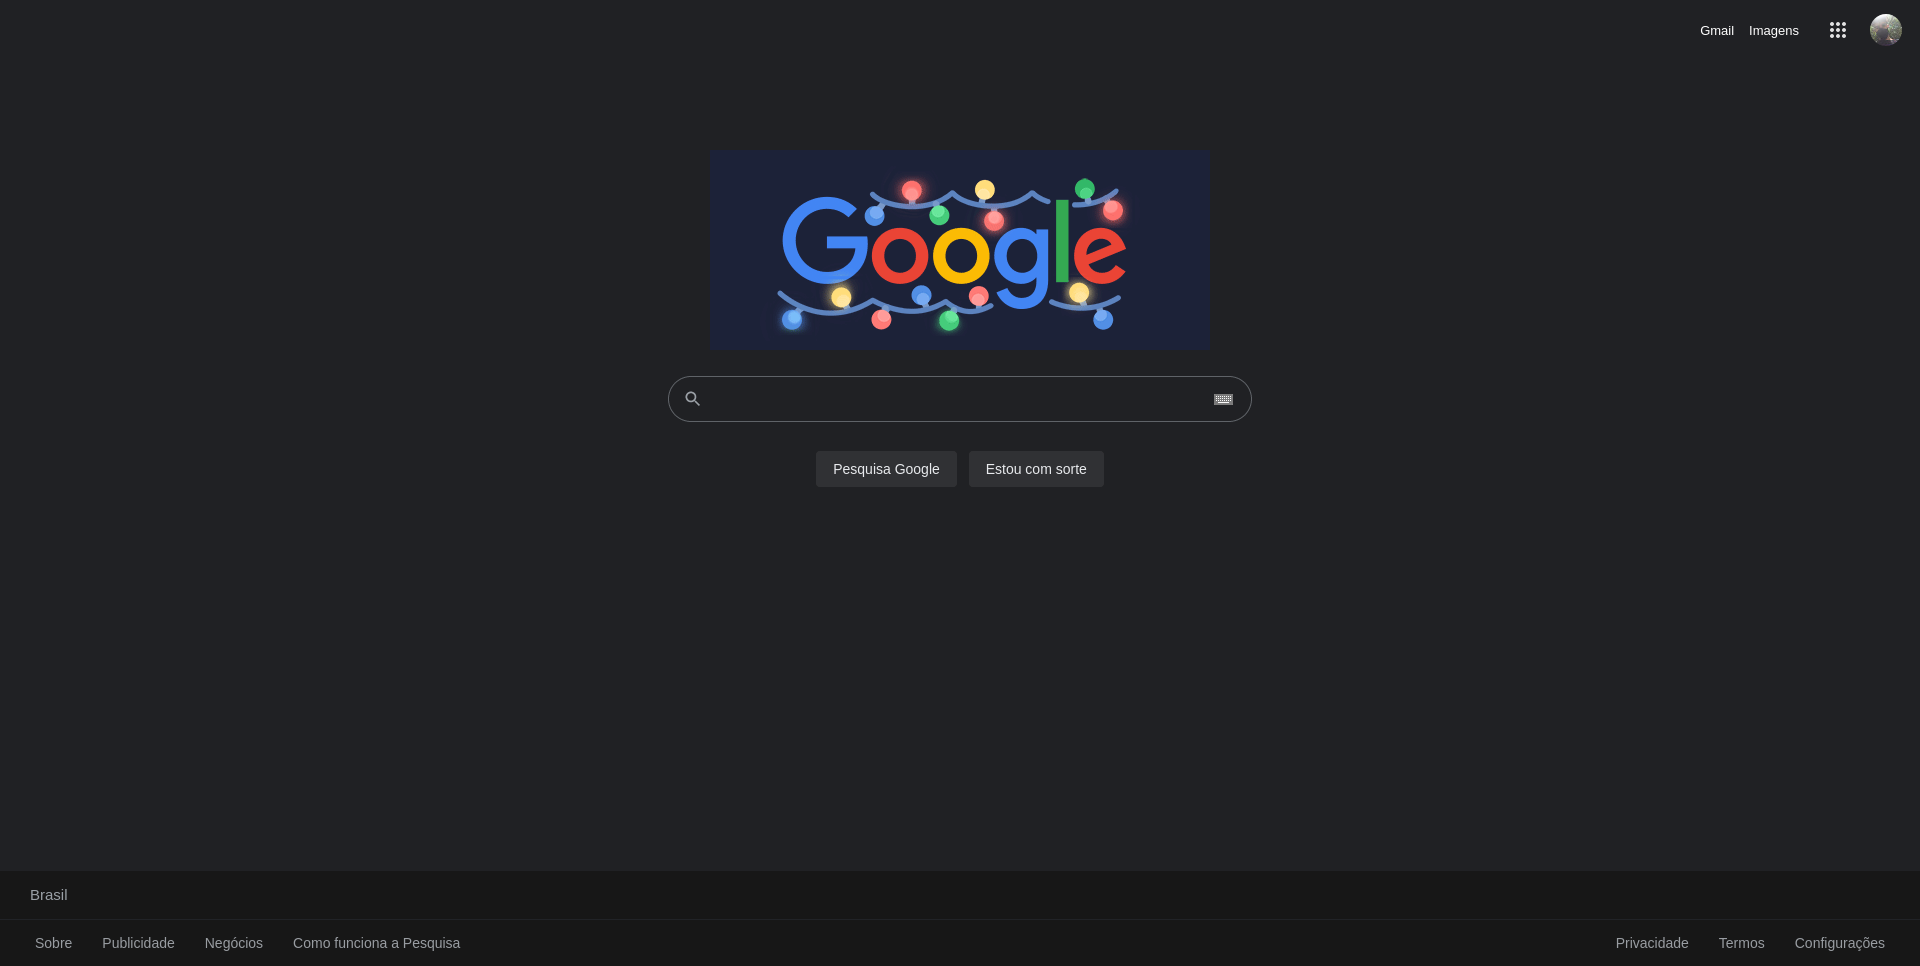 Gmail Imagens
Google
Pesquisa Google Estou com sorte
Brasil
Sobre Publicidade Negócios Como funciona a Pesquisa Privacidade Termos Configurações